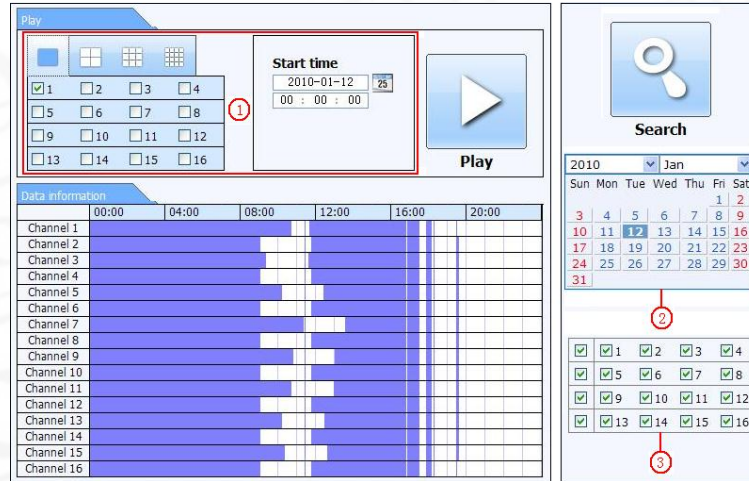 Play
1 2 3 4
5 6 7 8
9 10 11 12
13 14 15 16
1
Start time
2010-01-12
25
00 : 00 : 00
Play
Data information
00:00 04:00 08:00 12:00 16:00 20:00
Channel 1
Channel 2
Channel 3
Channel 4
Channel 5
Channel 6
Channel 7
Channel 8
Channel 9
Channel 10
Channel 11
Channel 12
Channel 13
Channel 14
Channel 15
Channel 16
Search
2010 Jan
Sun Mon Tue Wed Thu Fri Sat
1 2
3 4 5 6 7 8 9
10 11 12 13 14 15 16
17 18 19 20 21 22 23
24 25 26 27 28 29 30
31
2
1 2 3 4
5 6 7 8
9 10 11 12
13 14 15 16
3